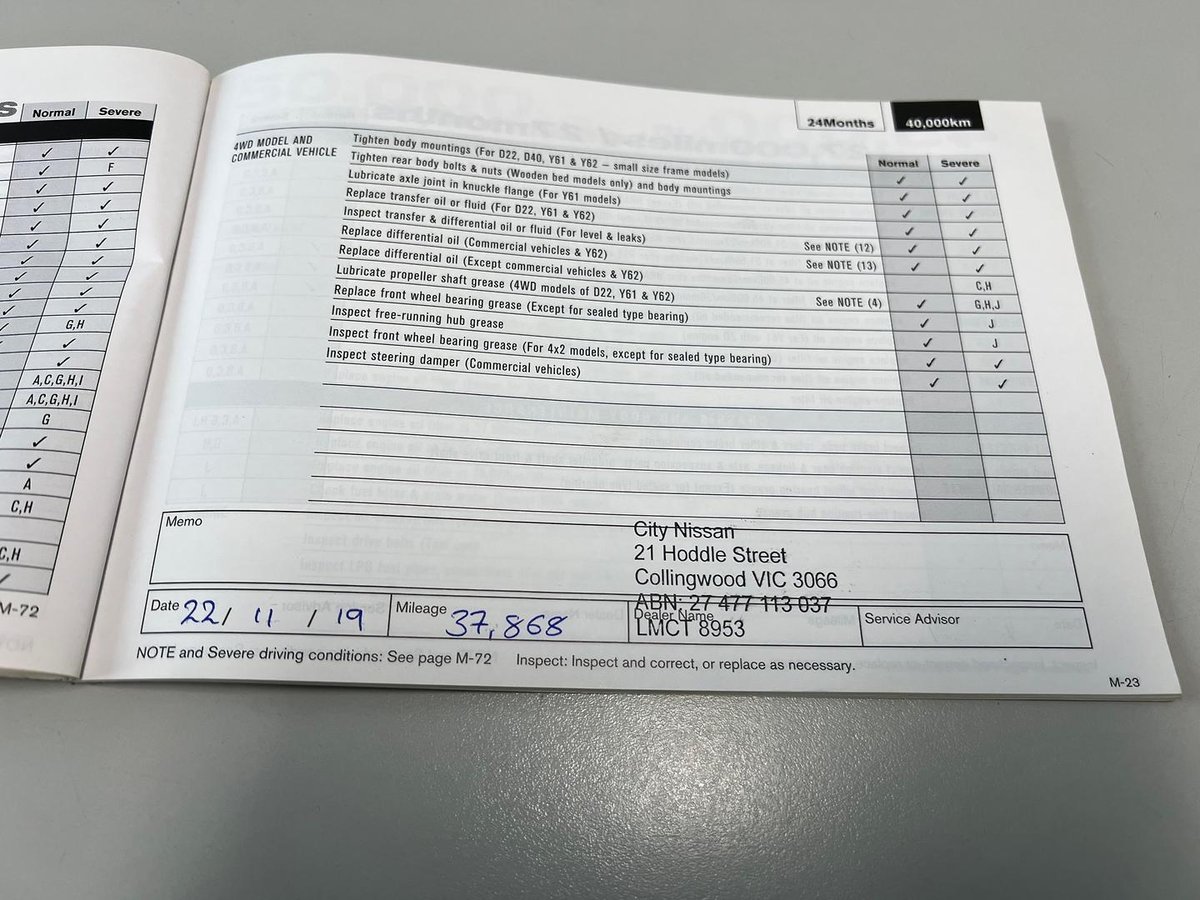 S Normal Severe
✓ ✓
✓ F
✓ ✓
✓ ✓
✓ ✓
✓ ✓
✓ ✓
✓ ✓
✓ ✓
✓ G,H
✓ ✓
✓
A,C,G,H,I
A,C,G,H,I
G
✓
✓
A
C,H
C,H
✓
M-72
24Months 40,000km
Normal Severe
4WD MODEL AND
COMMERCIAL VEHICLE
Tighten body mountings (For D22, D40, Y61 & Y62 – small size frame models) ✓ ✓
Tighten rear body bolts & nuts (Wooden bed models only) and body mountings ✓ ✓
Lubricate axle joint in knuckle flange (For Y61 models) ✓ ✓
Replace transfer oil or fluid (For D22, Y61 & Y62) ✓ ✓
Inspect transfer & differential oil or fluid (For level & leaks) See NOTE (12) ✓ ✓
Replace differential oil (Commercial vehicles & Y62) See NOTE (13) ✓ ✓
Replace differential oil (Except commercial vehicles & Y62) C,H
Lubricate propeller shaft grease (4WD models of D22, Y61 & Y62) See NOTE (4) ✓ G,H,J
Replace front wheel bearing grease (Except for sealed type bearing) ✓ J
Inspect free-running hub grease ✓ J
Inspect front wheel bearing grease (For 4x2 models, except for sealed type bearing) ✓ ✓
Inspect steering damper (Commercial vehicles) ✓ ✓
Memo
City Nissan
21 Hoddle Street
Collingwood VIC 3066
ABN: 27 477 113 037
LMCT 8953
Date 22/ 11 / 19 Mileage 37,868 Dealer Name Service Advisor
NOTE and Severe driving conditions: See page M-72 Inspect: Inspect and correct, or replace as necessary.
M-23